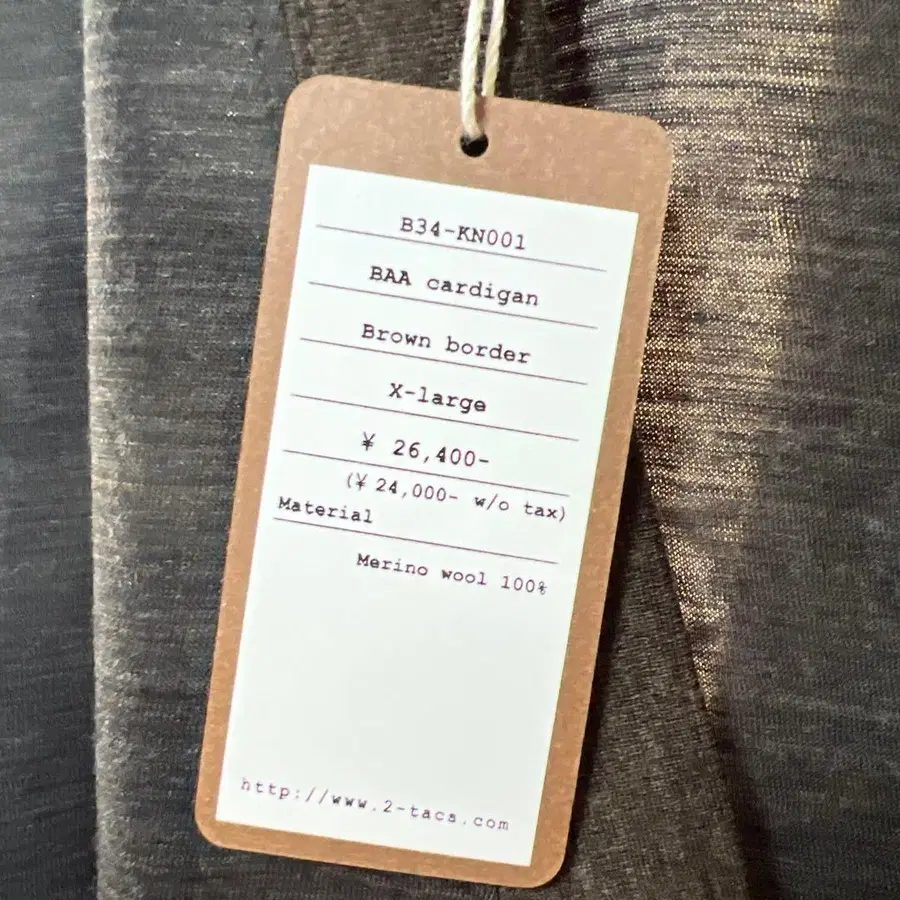 B34-KN001
BAA cardigan
Brown border
X-large
¥ 26,400-
(¥ 24,000- w/o tax)
Material
Merino wool 100%
http://www.2-tacs.com